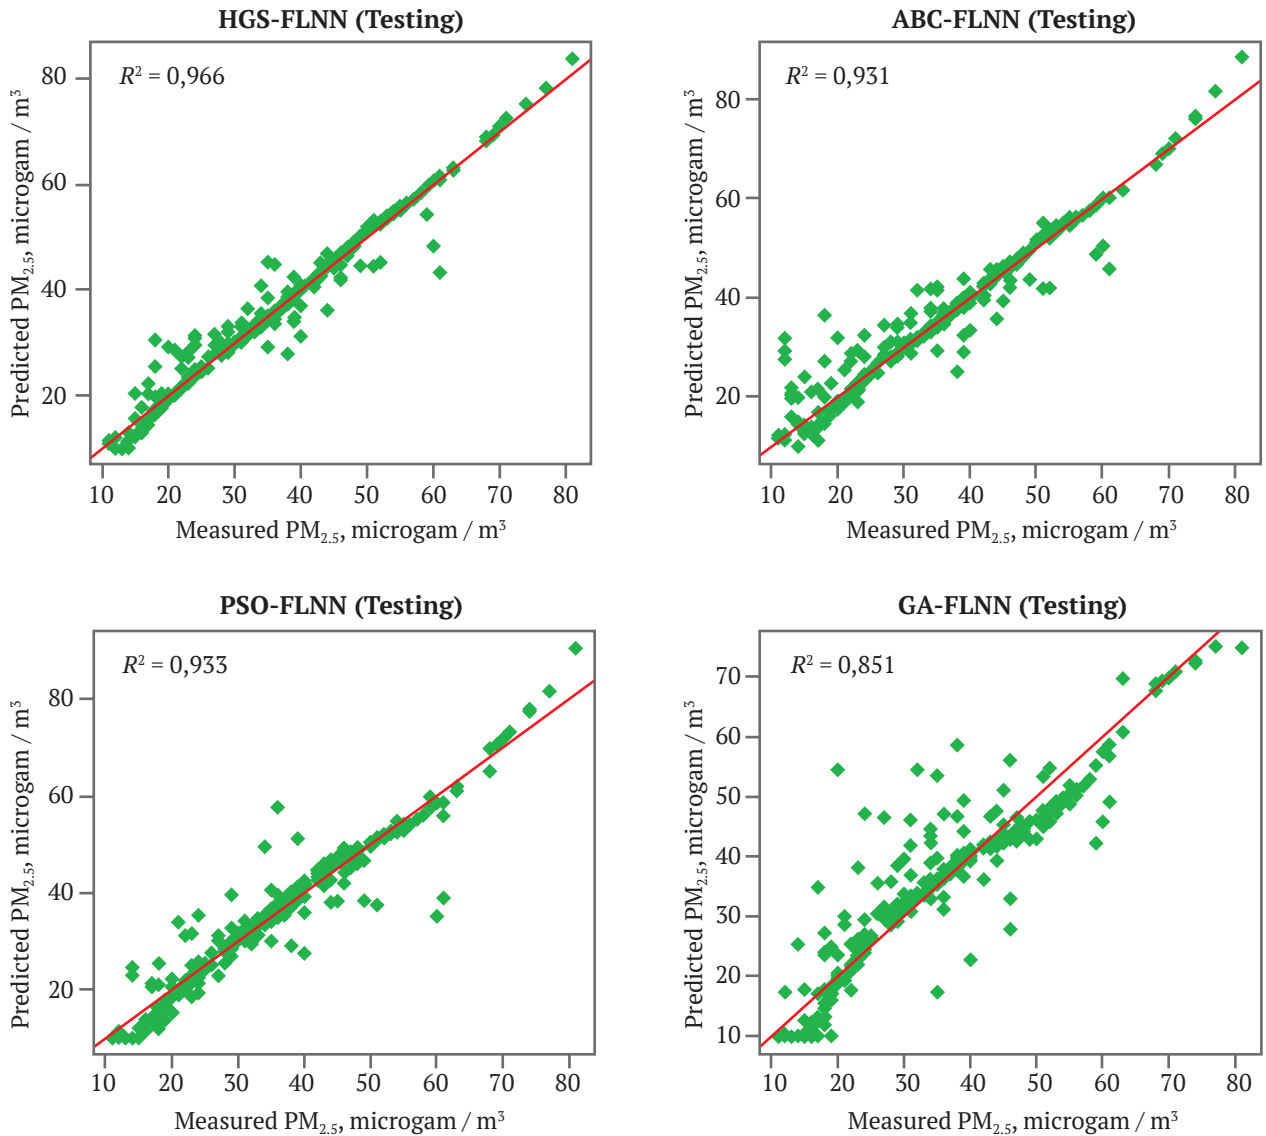 HGS-FLNN (Testing)
R² = 0,966
Predicted PM₂.₅, microgam / m³
80
60
40
20
10 20 30 40 50 60 70 80
Measured PM₂.₅, microgam / m³
ABC-FLNN (Testing)
R² = 0,931
Predicted PM₂.₅, microgam / m³
80
60
40
20
10 20 30 40 50 60 70 80
Measured PM₂.₅, microgam / m³
PSO-FLNN (Testing)
R² = 0,933
Predicted PM₂.₅, microgam / m³
80
60
40
20
10 20 30 40 50 60 70 80
Measured PM₂.₅, microgam / m³
GA-FLNN (Testing)
R² = 0,851
Predicted PM₂.₅, microgam / m³
70
60
50
40
30
20
10
10 20 30 40 50 60 70 80
Measured PM₂.₅, microgam / m³